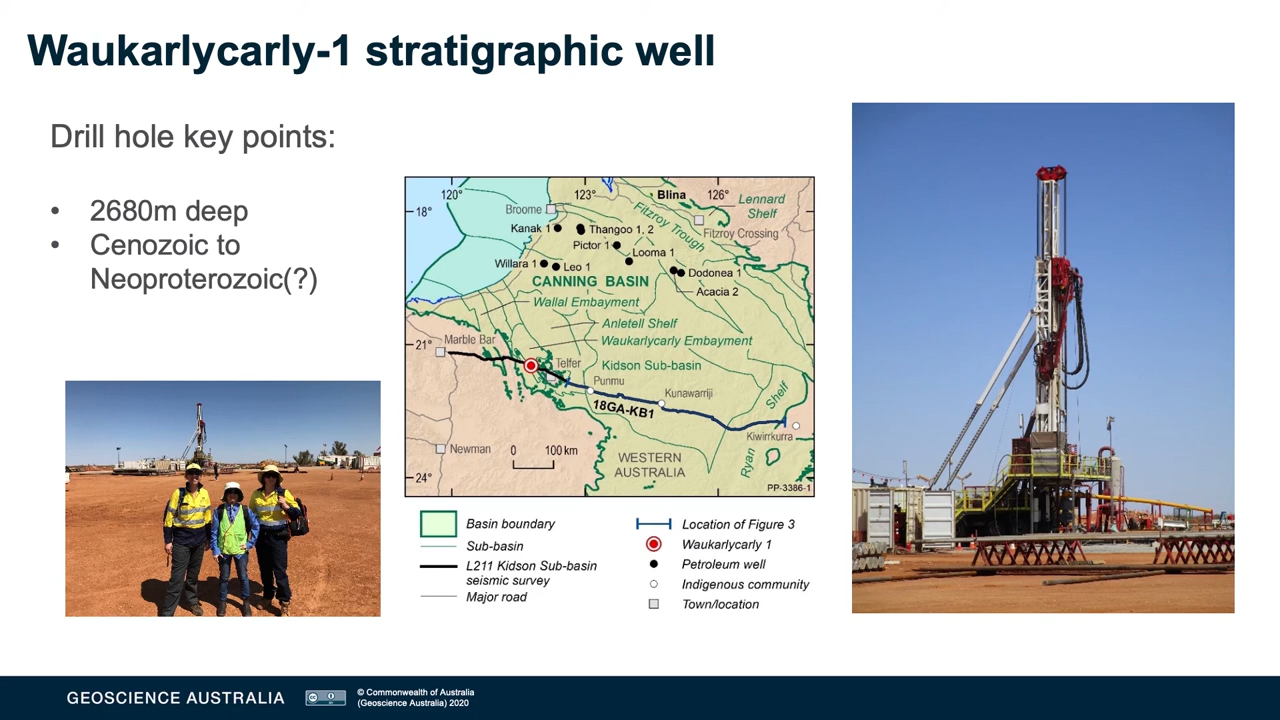 Waukarlycarly-1 stratigraphic well
Drill hole key points:
• 2680m deep
• Cenozoic to
Neoproterozoic(?)
120°
123°
126°
18°
21°
24°
Blina
Lennard
Shelf
Broome
Fitzroy Trough
Fitzroy Crossing
Kanak 1
Thangoo 1, 2
Pictor 1
Looma 1
Willara 1
Leo 1
Dodonea 1
CANNING BASIN
Acacia 2
Wallal Embayment
Anletell Shelf
Waukarlycarly Embayment
Marble Bar
Telfer
Kidson Sub-basin
Punmu
Kunawarriji
18GA-KB1
Ryan
Shelf
Kiwirrkurra
Newman
0 100 km
WESTERN
AUSTRALIA
PP-3386-1
Basin boundary
Sub-basin
L211 Kidson Sub-basin
seismic survey
Major road
Location of Figure 3
Waukarlycarly 1
Petroleum well
Indigenous community
Town/location
GEOSCIENCE AUSTRALIA
© Commonwealth of Australia
(Geoscience Australia) 2020